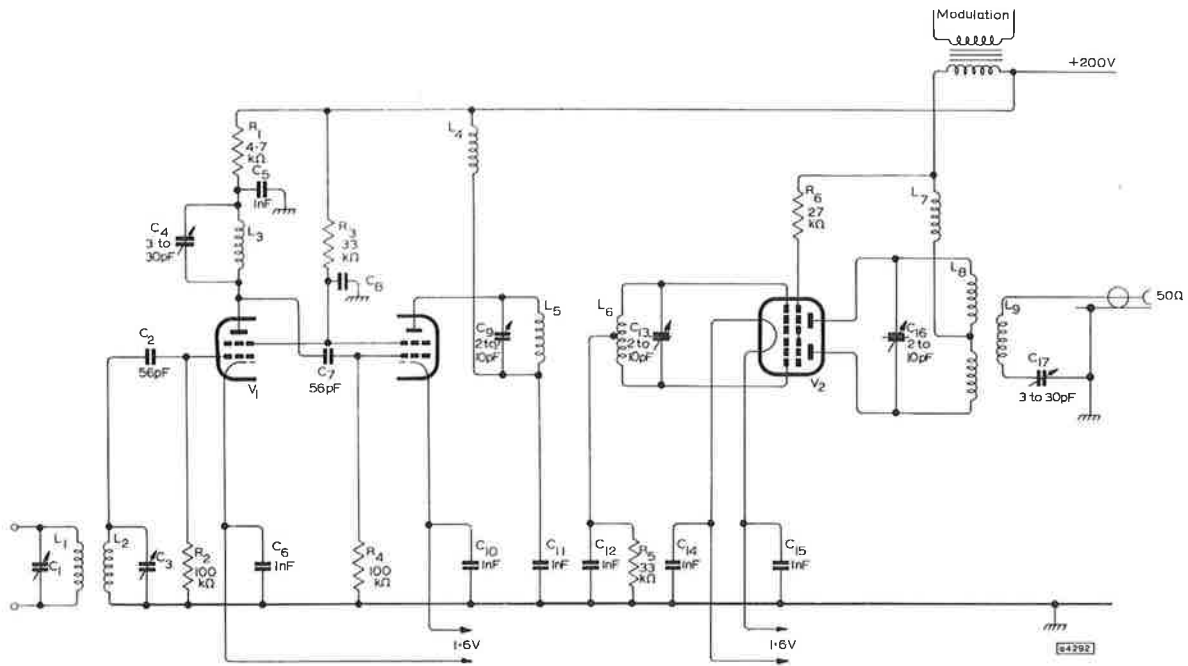 Modulation
+200V
R1
4·7
kΩ
C5
1nF
L4
C4
3 to
30pF
L3
R3
33
kΩ
C8
R6
27
kΩ
L7
L8
L5
L6
L9
50Ω
C9
2 to
10pF
C13
2 to
10pF
C16
2 to
10pF
C17
3 to 30pF
C2
56pF
V1
C7
56pF
V2
L1
C1
L2
C3
R2
100
kΩ
C6
1nF
R4
100
kΩ
C10
1nF
C11
1nF
C12
1nF
R5
33
kΩ
C14
1nF
C15
1nF
1·6V
1·6V
a4292